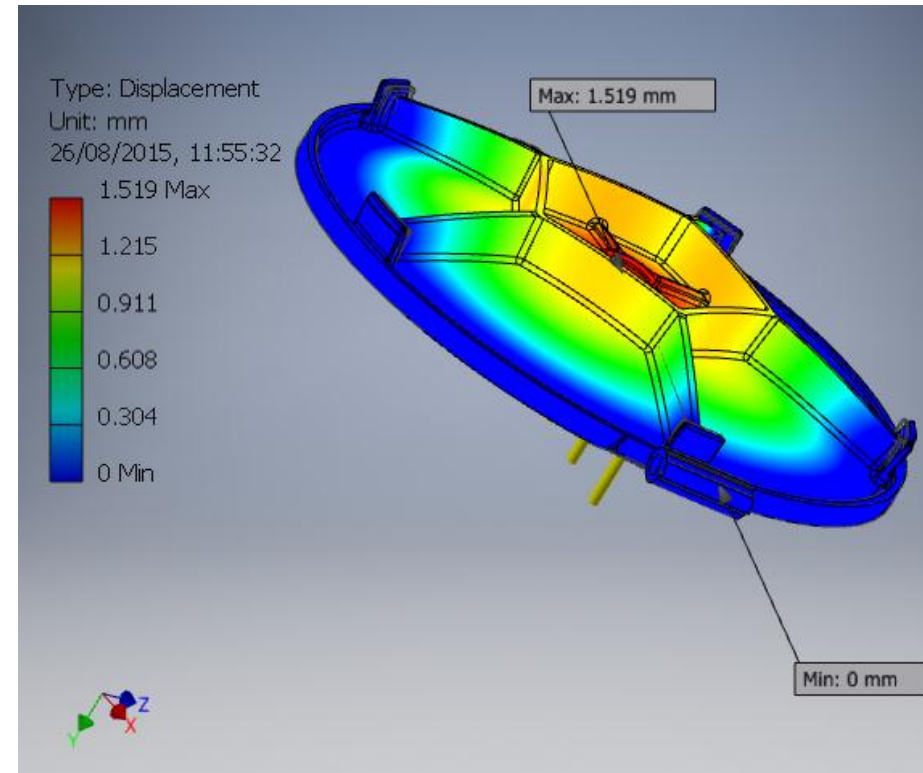 Type: Displacement
Unit: mm
26/08/2015, 11:55:32
1.519 Max
1.215
0.911
0.608
0.304
0 Min
Max: 1.519 mm
Min: 0 mm
Z
X
Y